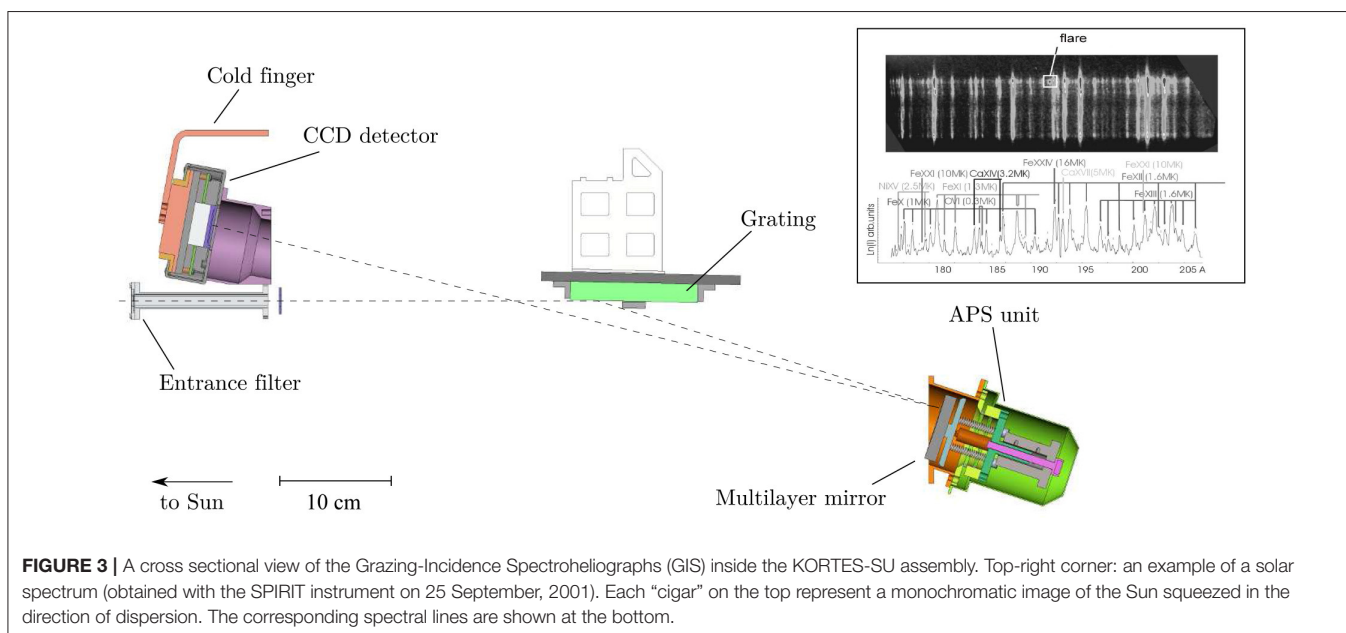 Cold finger
CCD detector
Entrance filter
to Sun
10 cm
Grating
APS unit
Multilayer mirror
flare
FeXXIV (16MK)
FeXXI (10MK)
FeXXI (10MK)
CaXIV(3.2MK)
CaXVII(5MK)
FeXII (1.6MK)
NiXV (2.5MK)
FeXI (1.3MK)
FeX (1MK)
OVI (0.3MK)
FeXIII (1.6MK)
Ln(I) arb.units
180 185 190 195 200 205 A
FIGURE 3 | A cross sectional view of the Grazing-Incidence Spectroheliographs (GIS) inside the KORTES-SU assembly. Top-right corner: an example of a solar
spectrum (obtained with the SPIRIT instrument on 25 September, 2001). Each “cigar” on the top represent a monochromatic image of the Sun squeezed in the
direction of dispersion. The corresponding spectral lines are shown at the bottom.